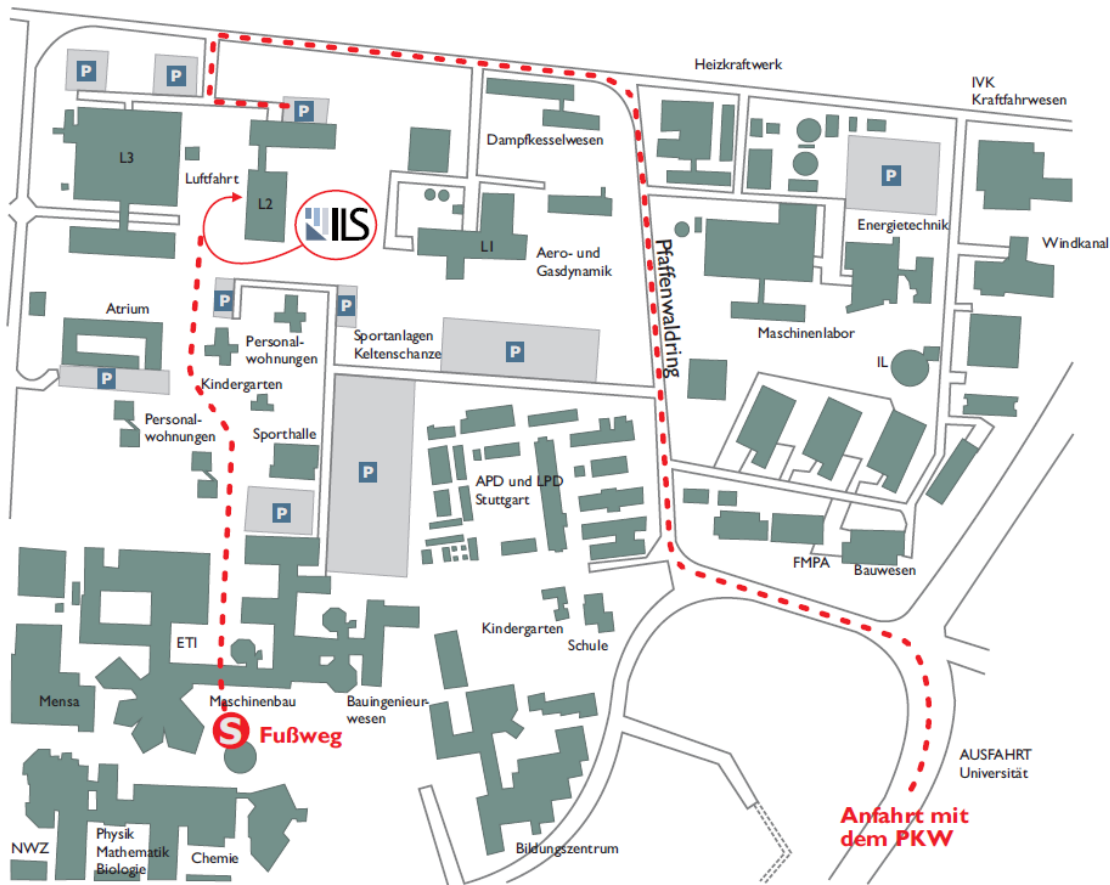 Heizkraftwerk
IVK
Kraftfahrwesen
P
P
P
Dampfkesselwesen
L3
Luftfahrt
L2
ILS
P
Energietechnik
L1
Aero- und
Gasdynamik
Pfaffenwaldring
Windkanal
P
P
Atrium
Personal-
wohnungen
Sportanlagen
Keltenschanze
P
Maschinenlabor
IL
P
Kindergarten
Personal-
wohnungen
Sporthalle
P
P
APD und LPD
Stuttgart
FMPA
Bauwesen
Kindergarten
Schule
ETI
Mensa
Maschinenbau
Bauingenieur-
wesen
S
Fußweg
AUSFAHRT
Universität
Anfahrt mit
dem PKW
NWZ
Physik
Mathematik
Biologie
Chemie
Bildungszentrum